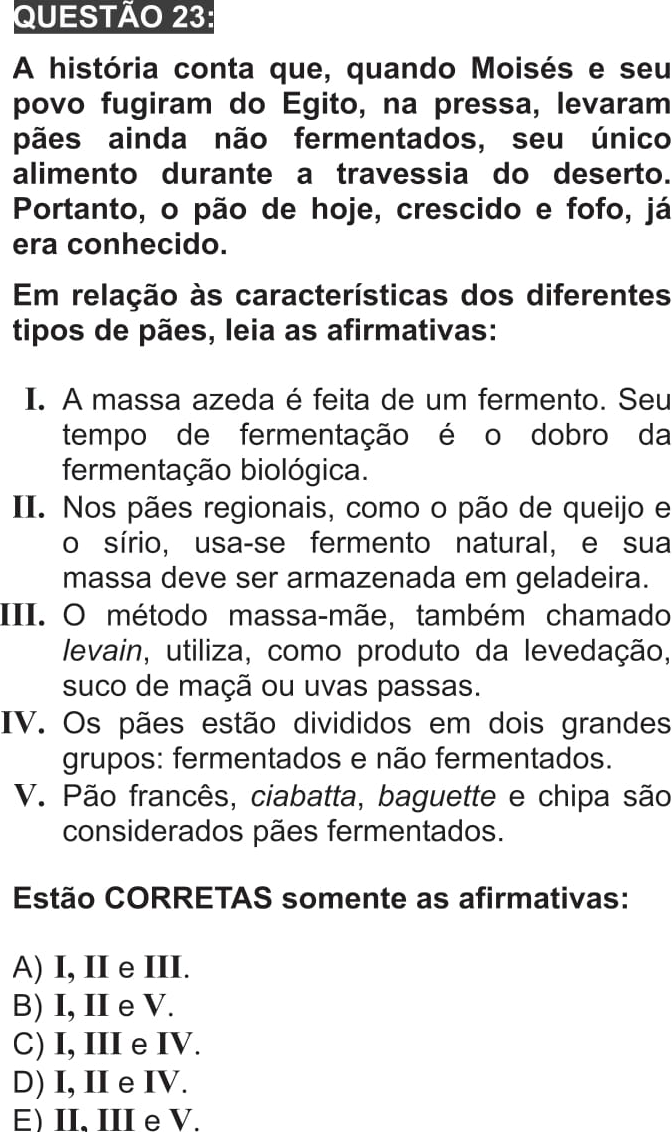 QUESTÃO 23:
A história conta que, quando Moisés e seu
povo fugiram do Egito, na pressa, levaram
pães ainda não fermentados, seu único
alimento durante a travessia do deserto.
Portanto, o pão de hoje, crescido e fofo, já
era conhecido.
Em relação às características dos diferentes
tipos de pães, leia as afirmativas:
I. A massa azeda é feita de um fermento. Seu
tempo de fermentação é o dobro da
fermentação biológica.
II. Nos pães regionais, como o pão de queijo e
o sírio, usa-se fermento natural, e sua
massa deve ser armazenada em geladeira.
III. O método massa-mãe, também chamado
levain, utiliza, como produto da levedação,
suco de maçã ou uvas passas.
IV. Os pães estão divididos em dois grandes
grupos: fermentados e não fermentados.
V. Pão francês, ciabatta, baguette e chipa são
considerados pães fermentados.
Estão CORRETAS somente as afirmativas:
A) I, II e III.
B) I, II e V.
C) I, III e IV.
D) I, II e IV.
E) II, III e V.